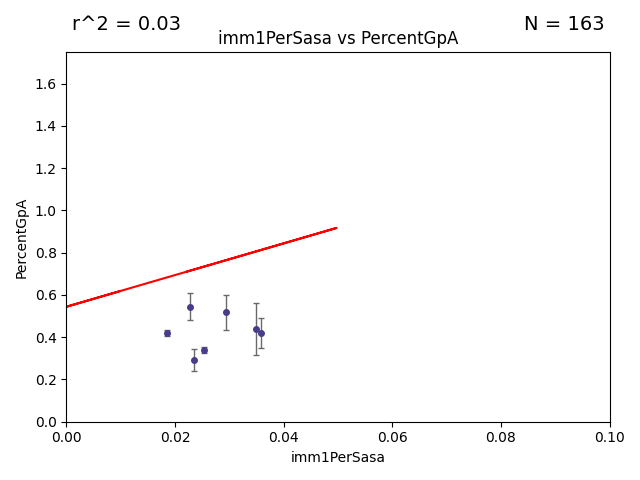 r^2 = 0.03
N = 163
imm1PerSasa vs PercentGpA
1.6
1.4
1.2
1.0
0.8
0.6
0.4
0.2
0.0
PercentGpA
0.00 0.02 0.04 0.06 0.08 0.10
imm1PerSasa